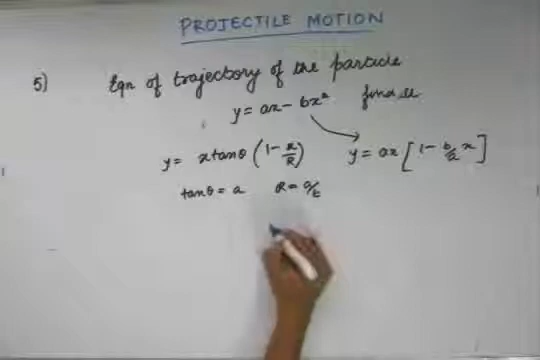 PROJECTILE MOTION
5) Eqn of trajectory of the particle
y = ax - bx² find u
y = x tanθ (1 - x/R) y = ax [1 - b/a x]
tanθ = a R = a/b